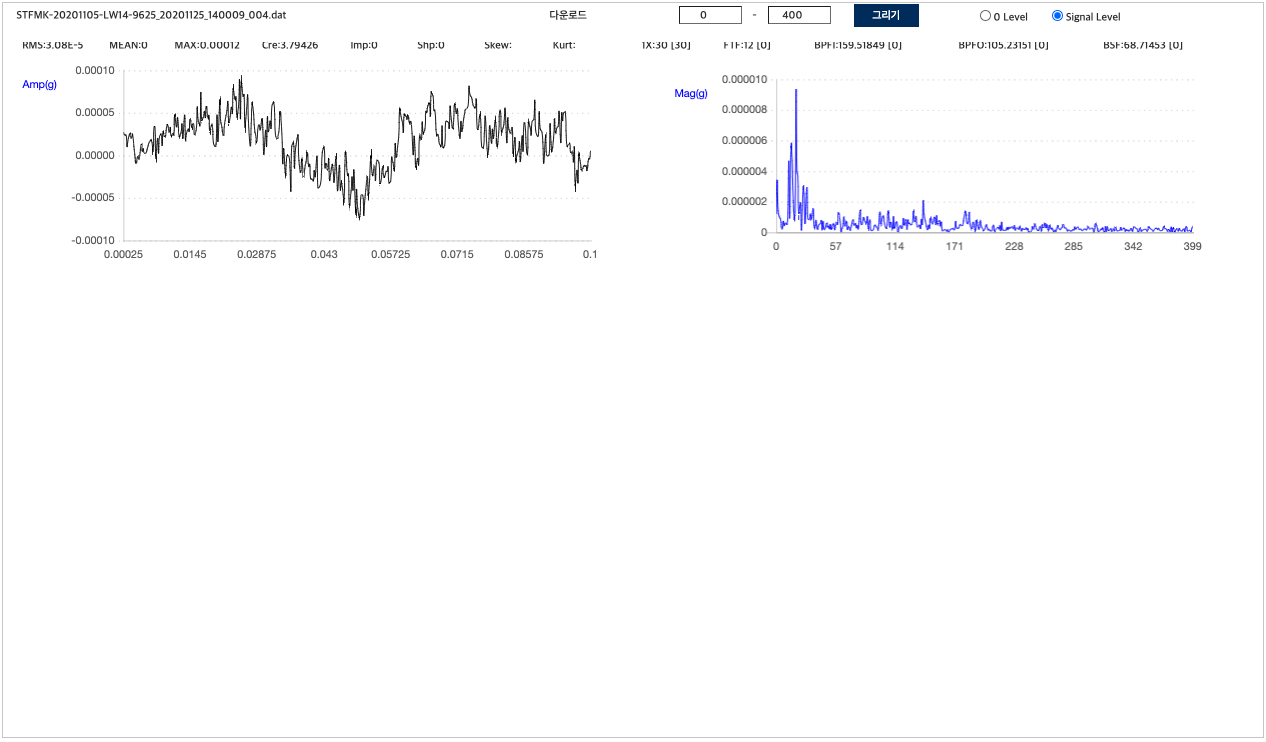 STFMK-20201105-LW14-9625_20201125_140009_004.dat 다운로드 0 - 400 그리기 0 Level Signal Level
RMS:3.08E-5 MEAN:0 MAX:0.00012 Cre:3.79426 Imp:0 Shp:0 Skew: Kurt: 1X:30 [30] FTF:12 [0] BPFI:159.51849 [0] BPFO:105.23151 [0] BSF:68.71453 [0]
Amp(g)
0.00010
0.00005
0.00000
-0.00005
-0.00010
0.00025 0.0145 0.02875 0.043 0.05725 0.0715 0.08575 0.1
Mag(g)
0.000010
0.000008
0.000006
0.000004
0.000002
0
0 57 114 171 228 285 342 399